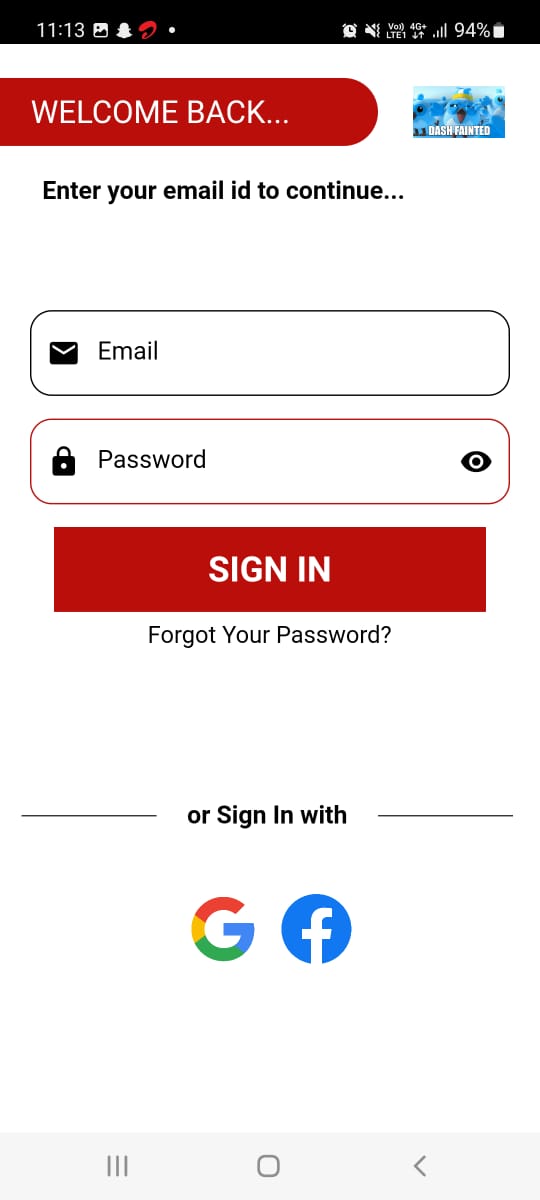 11:13
Vo)) 4G+
LTE1
94%
WELCOME BACK...
DASH FAINTED
Enter your email id to continue...
Email
Password
SIGN IN
Forgot Your Password?
or Sign In with